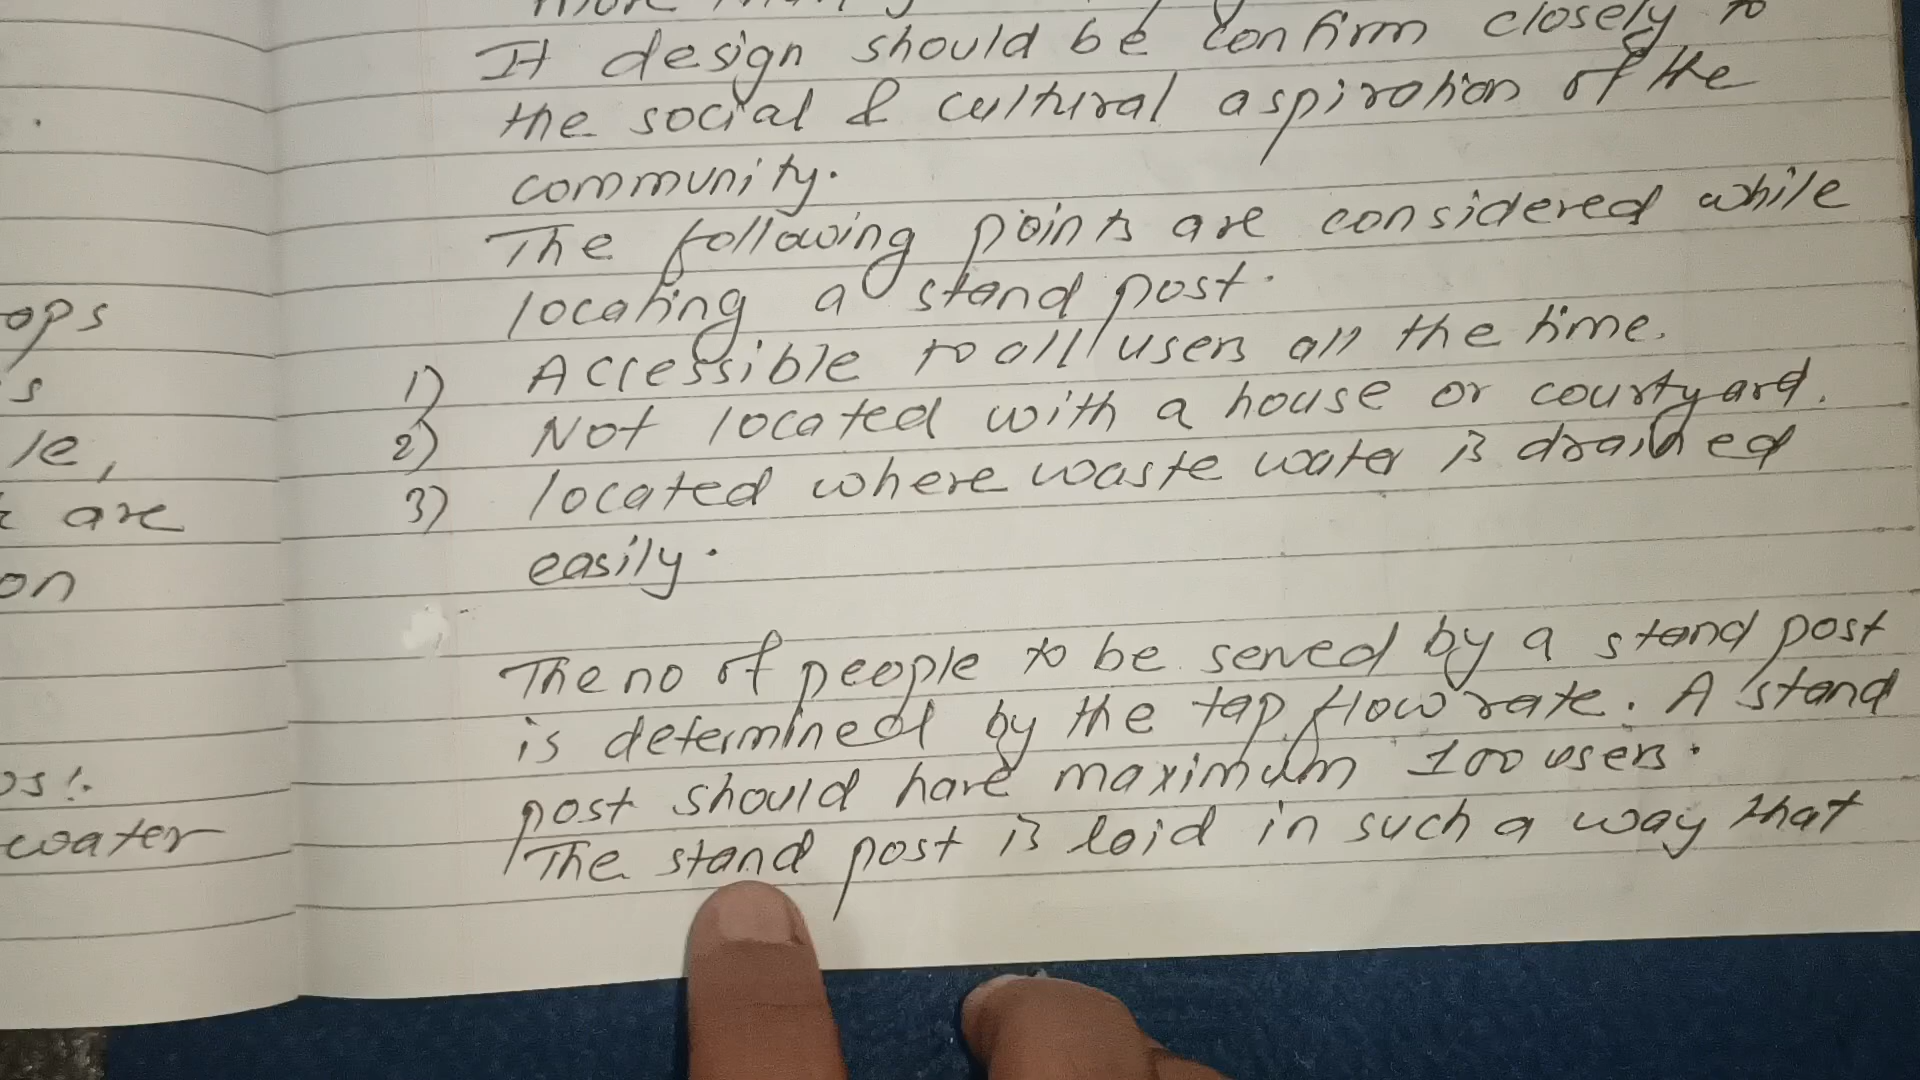 ops
s
le,
are
on
os!.
water
It design should be confirm closely to
the social & cultural aspiration of the
community.
The following points are considered while
locating a stand post.
1) Accessible to all users all the time.
2) Not located with a house or courtyard.
3) located where waste water is drained
easily.
The no of people to be served by a stand post
is determined by the tap flow rate. A stand
post should have maximum 100 users.
The stand post is laid in such a way that